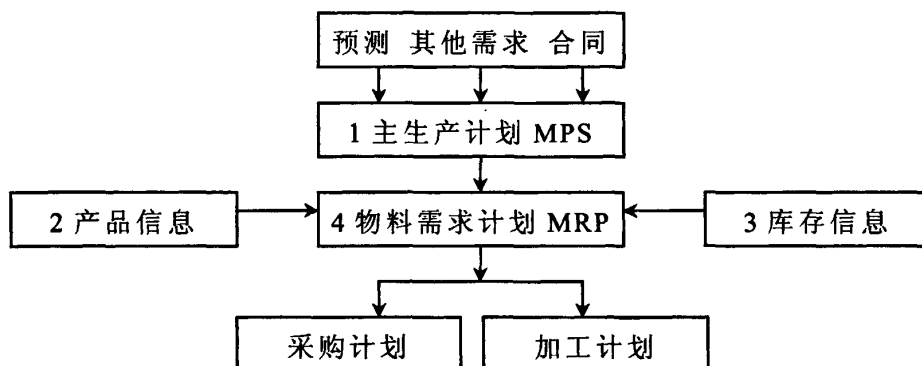 预测 其他需求 合同
1 主生产计划 MPS
2 产品信息
4 物料需求计划 MRP
3 库存信息
采购计划
加工计划